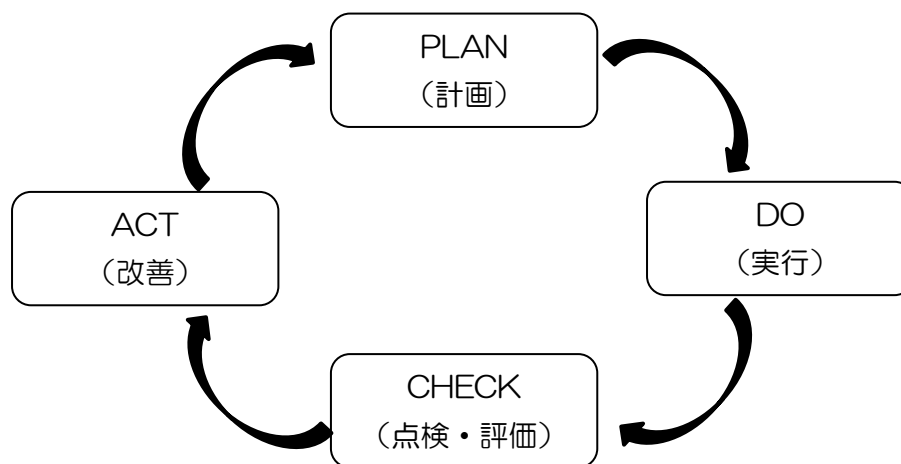 PLAN
（計画）
DO
（実行）
CHECK
（点検・評価）
ACT
（改善）